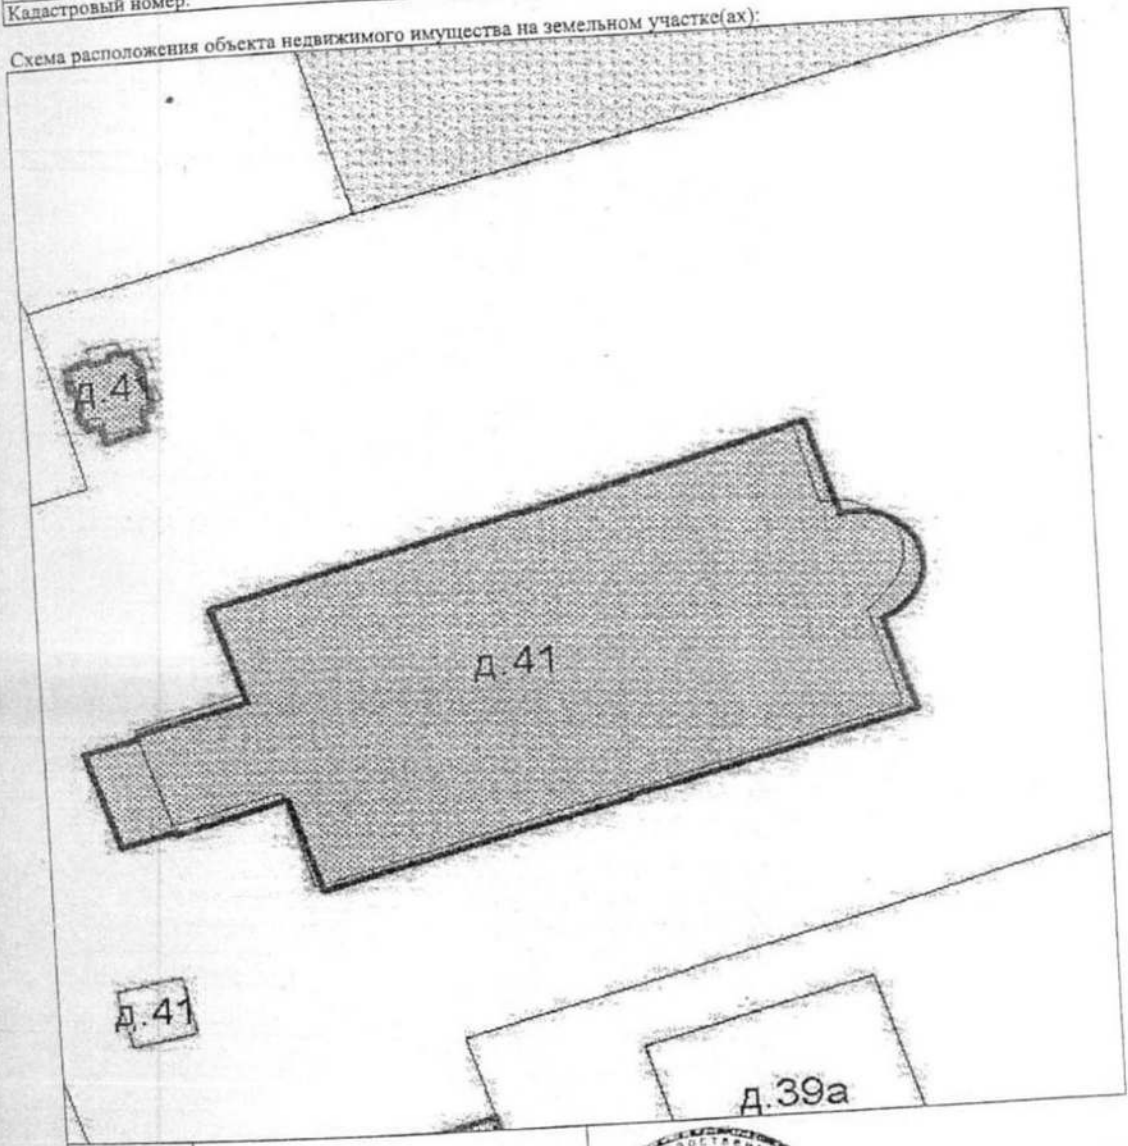 Кадастровый номер:
Схема расположения объекта недвижимого имущества на земельном участке(ах):
д.41
д.41
д.41
д.39а